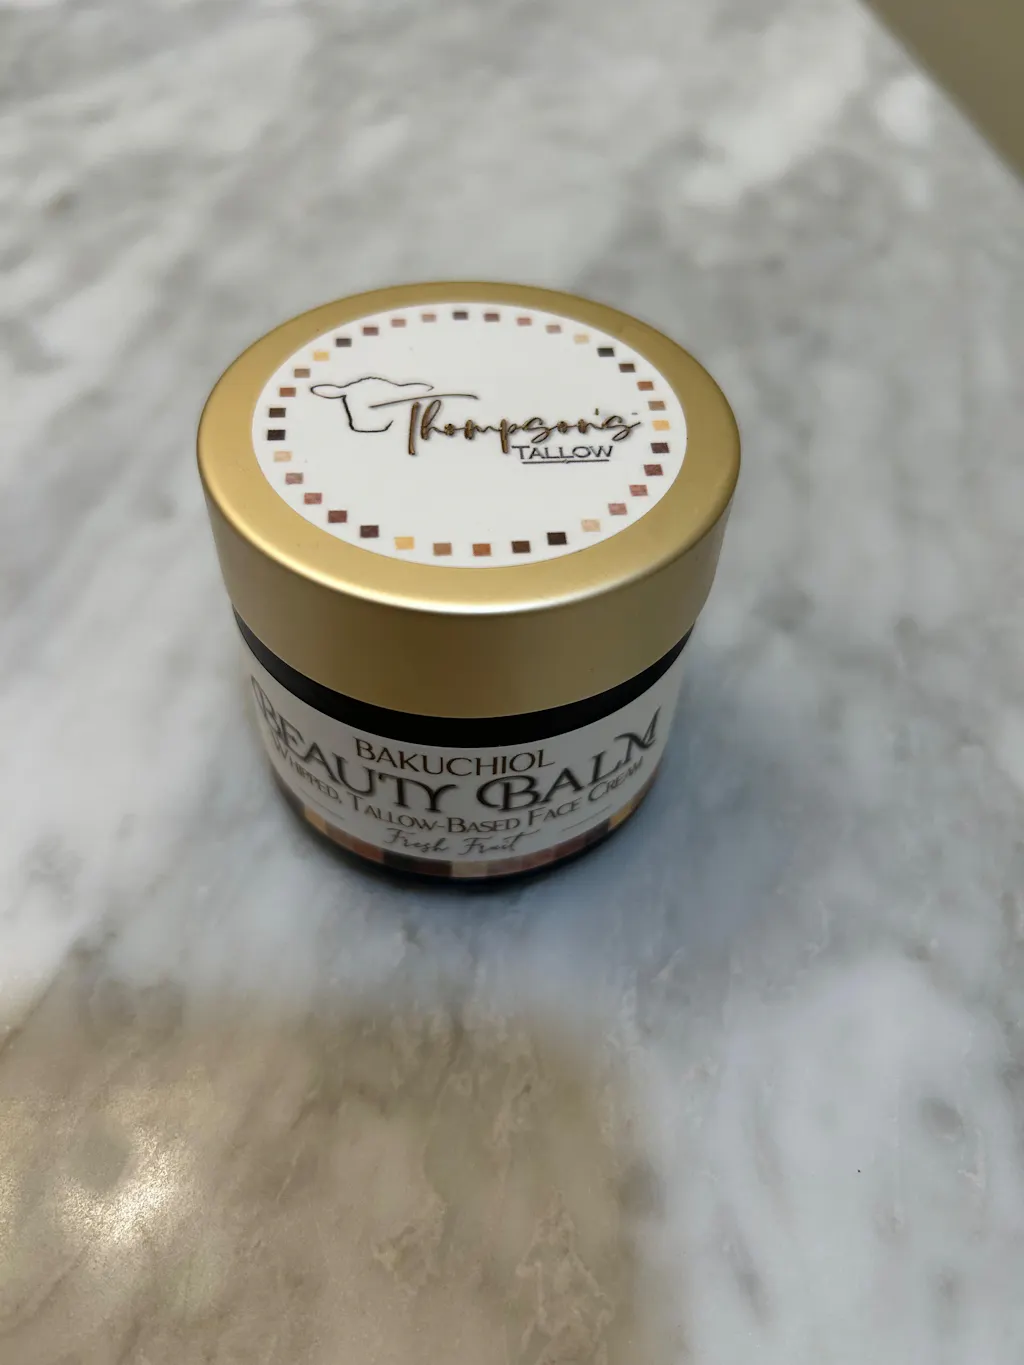 Thompson's
TALLOW
BAKUCHIOL
BEAUTY BALM
WHIPPED, TALLOW-BASED FACE CREAM
Fresh Fruit